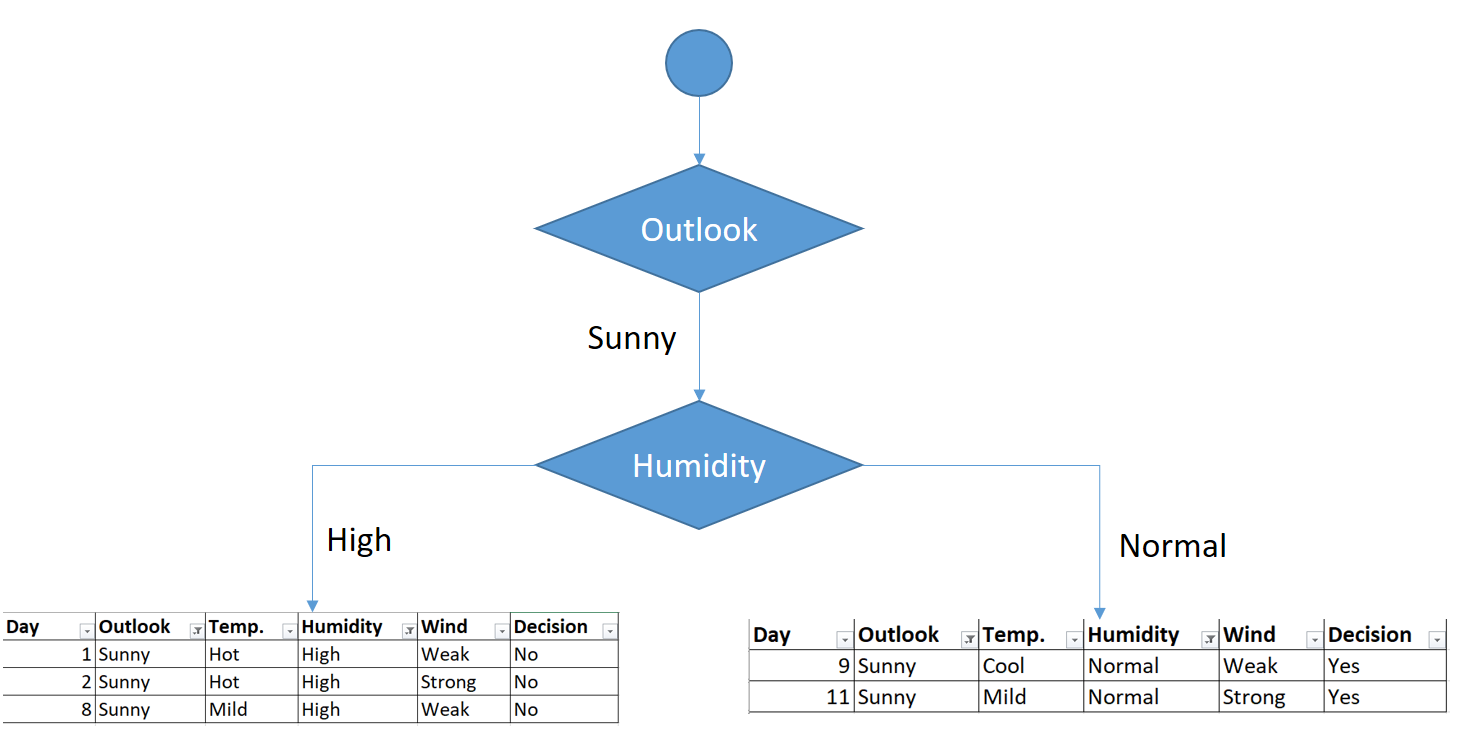 Outlook
Sunny
Humidity
High
Normal
Day Outlook Temp. Humidity Wind Decision
1 Sunny Hot High Weak No
2 Sunny Hot High Strong No
8 Sunny Mild High Weak No
Day Outlook Temp. Humidity Wind Decision
9 Sunny Cool Normal Weak Yes
11 Sunny Mild Normal Strong Yes